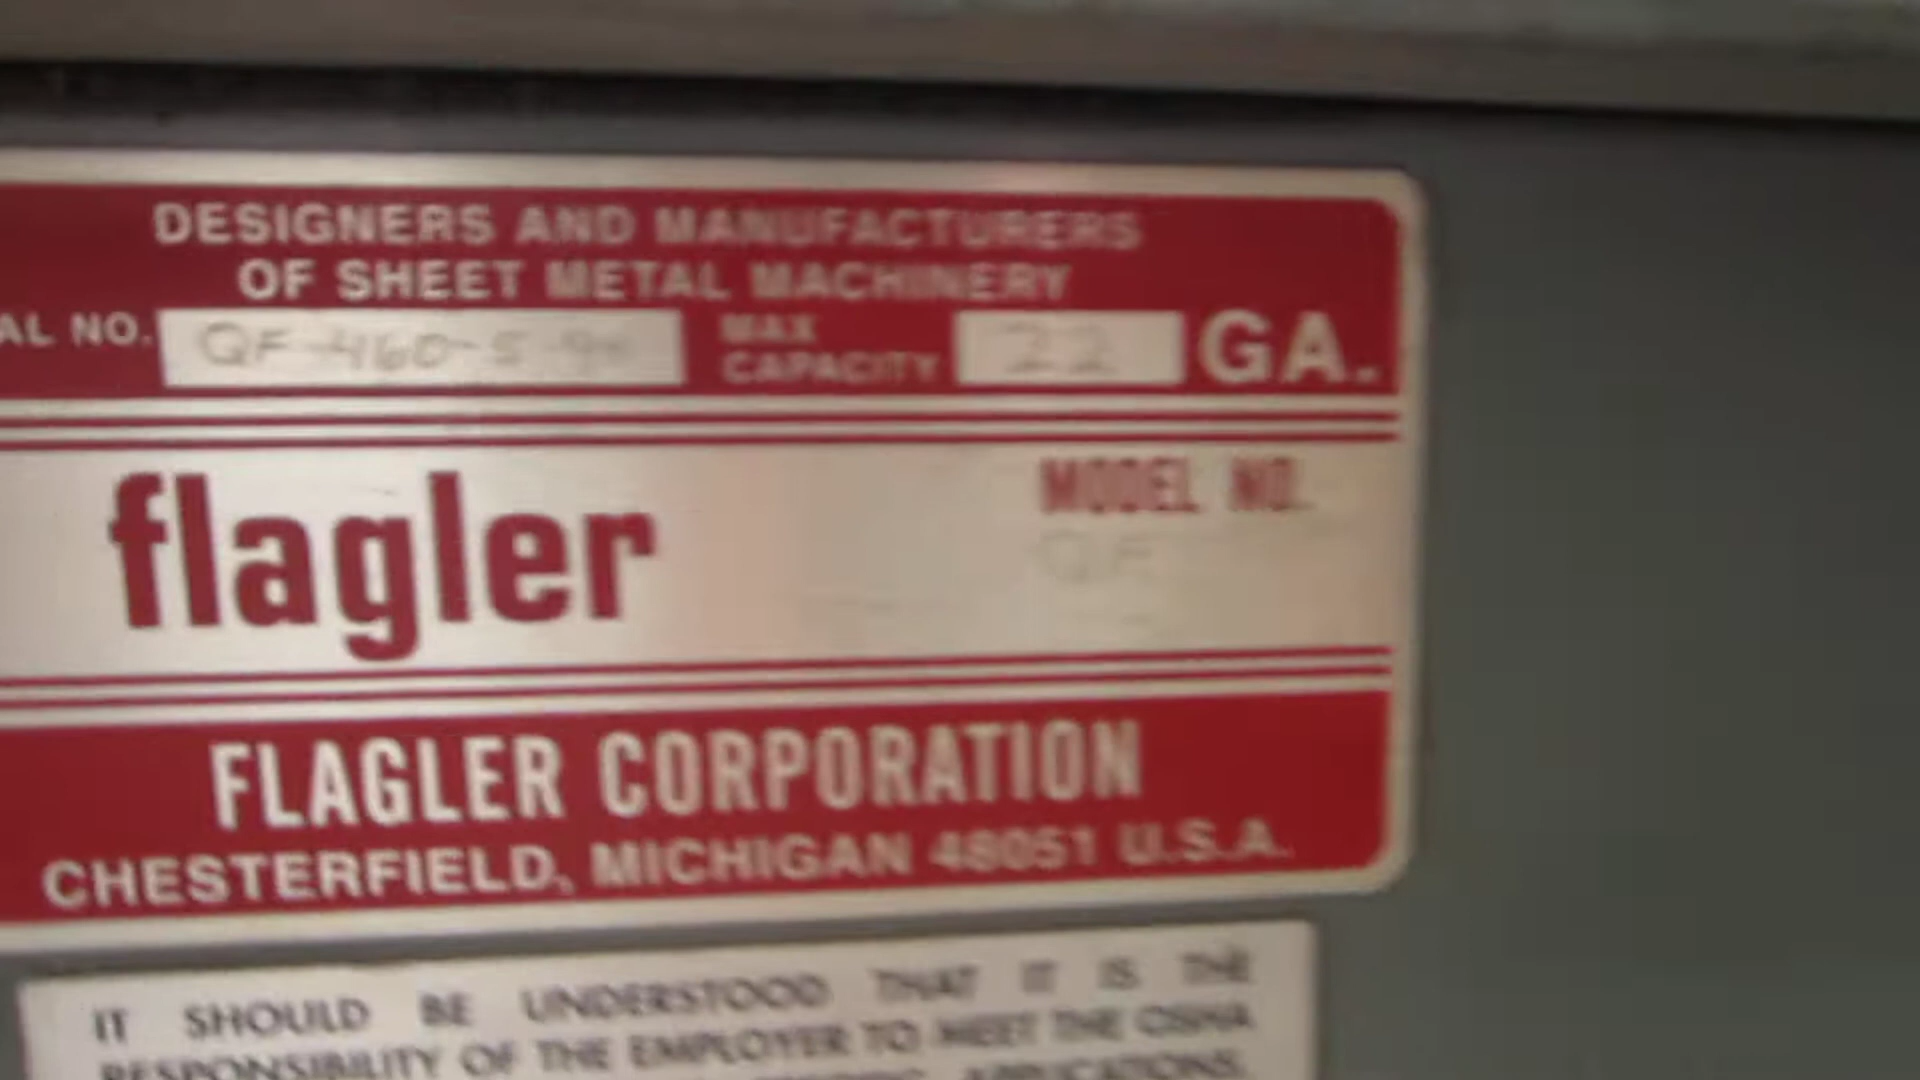 DESIGNERS AND MANUFACTURERS
OF SHEET METAL MACHINERY
AL NO. QF-460-5 MAX CAPACITY 22 GA.
flagler
MODEL NO.
QF
FLAGLER CORPORATION
CHESTERFIELD, MICHIGAN 48051 U.S.A.
IT SHOULD BE UNDERSTOOD THAT IT IS THE
RESPONSIBILITY OF THE EMPLOYER TO MEET THE OSHA
APPLICATIONS.